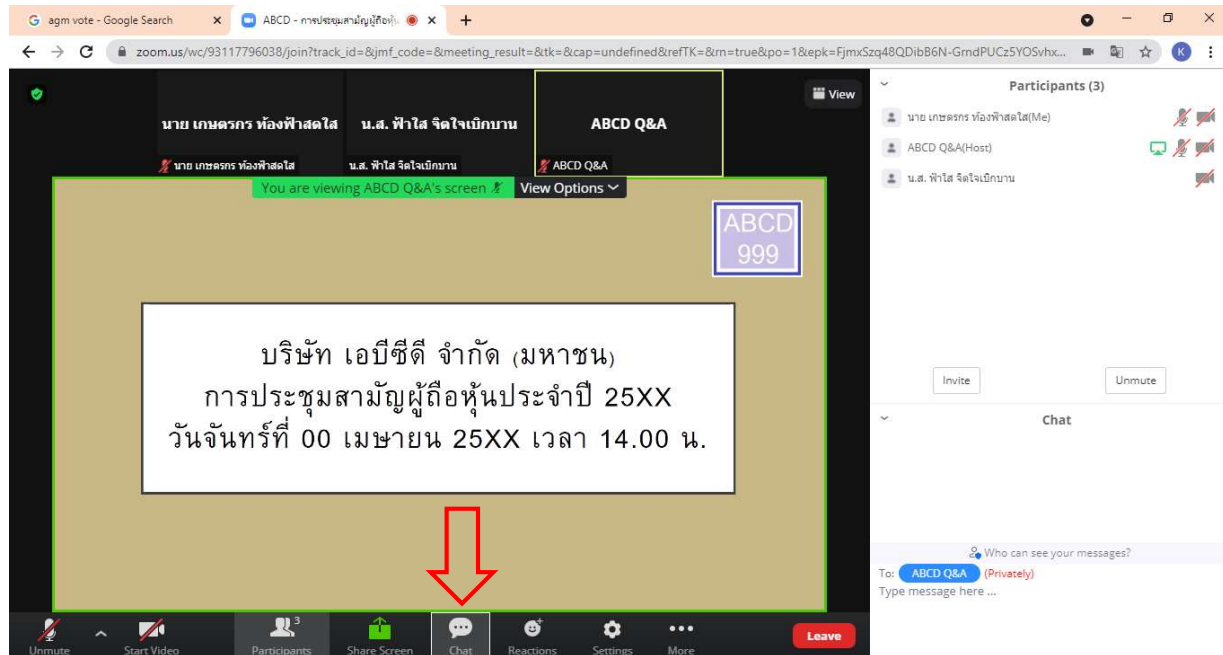 agm vote - Google Search
ABCD - การประชุมสามัญผู้ถือหุ้น
zoom.us/wc/93117796038/join?track_id=&jmf_code=&meeting_result=&tk=&cap=undefined&refTK=&rn=true&po=1&epk=FjmxSzq48QDibB6N-GrndPUCz5YOSvhx...
K
นาย เกษตรกร ท้องฟ้าสดใส
น.ส. ฟ้าใส จิตใจเบิกบาน
ABCD Q&A
View
นาย เกษตรกร ท้องฟ้าสดใส
น.ส. ฟ้าใส จิตใจเบิกบาน
ABCD Q&A
You are viewing ABCD Q&A's screen
View Options
ABCD
999
บริษัท เอบีซีดี จำกัด (มหาชน)
การประชุมสามัญผู้ถือหุ้นประจำปี 25XX
วันจันทร์ที่ 00 เมษายน 25XX เวลา 14.00 น.
Unmute
Start Video
3
Participants
Share Screen
Chat
Reactions
Settings
More
Leave
Participants (3)
นาย เกษตรกร ท้องฟ้าสดใส(Me)
ABCD Q&A(Host)
น.ส. ฟ้าใส จิตใจเบิกบาน
Invite
Unmute
Chat
Who can see your messages?
To: ABCD Q&A (Privately)
Type message here ...